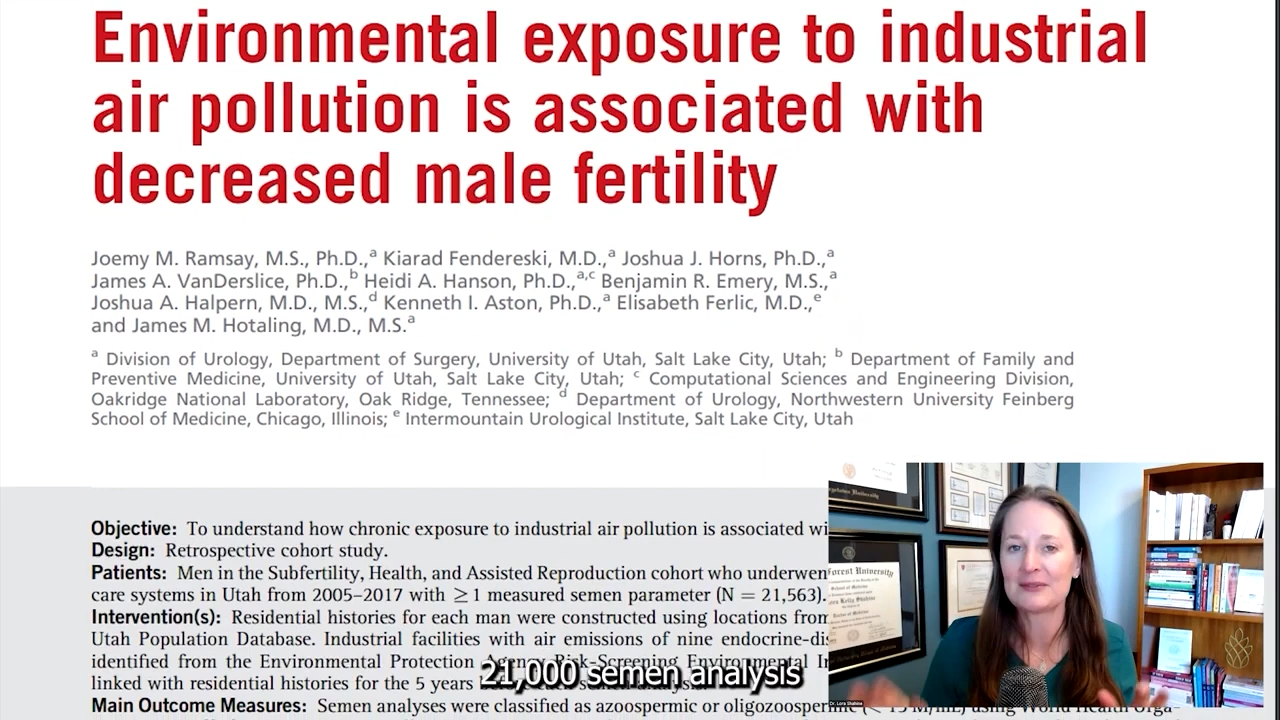 Environmental exposure to industrial
air pollution is associated with
decreased male fertility
Joemy M. Ramsay, M.S., Ph.D.,a Kiarad Fendereski, M.D.,a Joshua J. Horns, Ph.D.,a
James A. VanDerslice, Ph.D.,b Heidi A. Hanson, Ph.D.,a,c Benjamin R. Emery, M.S.,a
Joshua A. Halpern, M.D., M.S.,d Kenneth I. Aston, Ph.D.,a Elisabeth Ferlic, M.D.,e
and James M. Hotaling, M.D., M.S.a
a Division of Urology, Department of Surgery, University of Utah, Salt Lake City, Utah; b Department of Family and
Preventive Medicine, University of Utah, Salt Lake City, Utah; c Computational Sciences and Engineering Division,
Oakridge National Laboratory, Oak Ridge, Tennessee; d Department of Urology, Northwestern University Feinberg
School of Medicine, Chicago, Illinois; e Intermountain Urological Institute, Salt Lake City, Utah
Objective: To understand how chronic exposure to industrial air pollution is associated
Design: Retrospective cohort study.
Patients: Men in the Subfertility, Health, and Assisted Reproduction cohort who
care systems in Utah from 2005–2017 with ≥1 measured semen parameter (N = 21,563).
Intervention(s): Residential histories for each man were constructed using locations from
Utah Population Database. Industrial facilities with air emissions of nine
identified from the Environmental Protection Risk-Screening Environmental
linked with residential histories for the 5 years
21,000 semen analysis
Main Outcome Measures: Semen analyses were classified as azoospermic or
Forest University
Dr. Lora Shahine